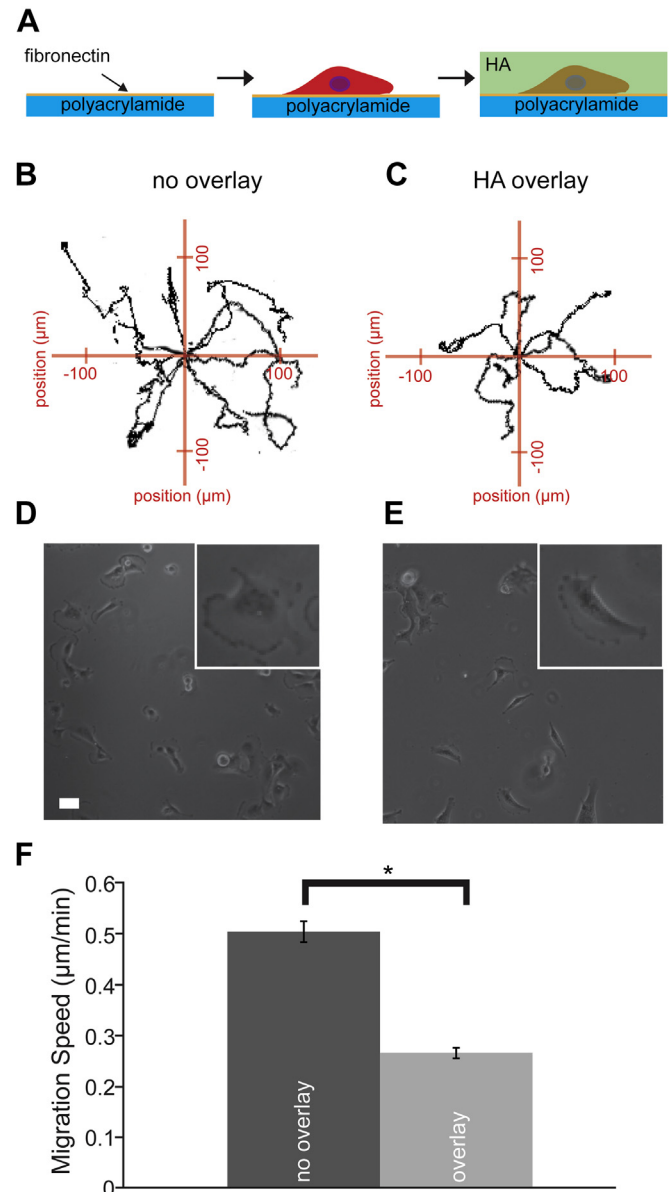 A
fibronectin
polyacrylamide
polyacrylamide
HA
polyacrylamide
B
no overlay
C
HA overlay
100
-100
100
-100
position (µm)
position (µm)
100
-100
100
-100
position (µm)
position (µm)
D
E
F
*
Migration Speed (µm/min)
0.6
0.5
0.4
0.3
0.2
0.1
0
no overlay
overlay